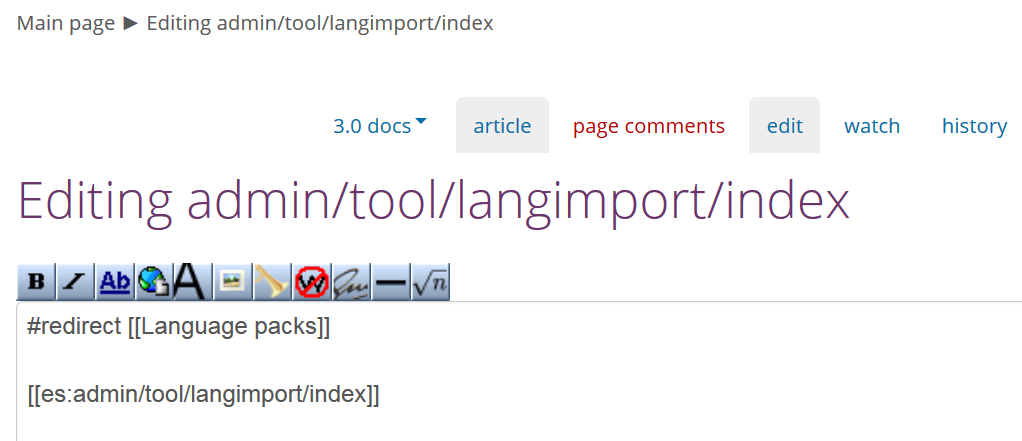 Main page ► Editing admin/tool/langimport/index
3.0 docs article page comments edit watch history
Editing admin/tool/langimport/index
B I Ab A W √n
#redirect [[Language packs]]
[[es:admin/tool/langimport/index]]